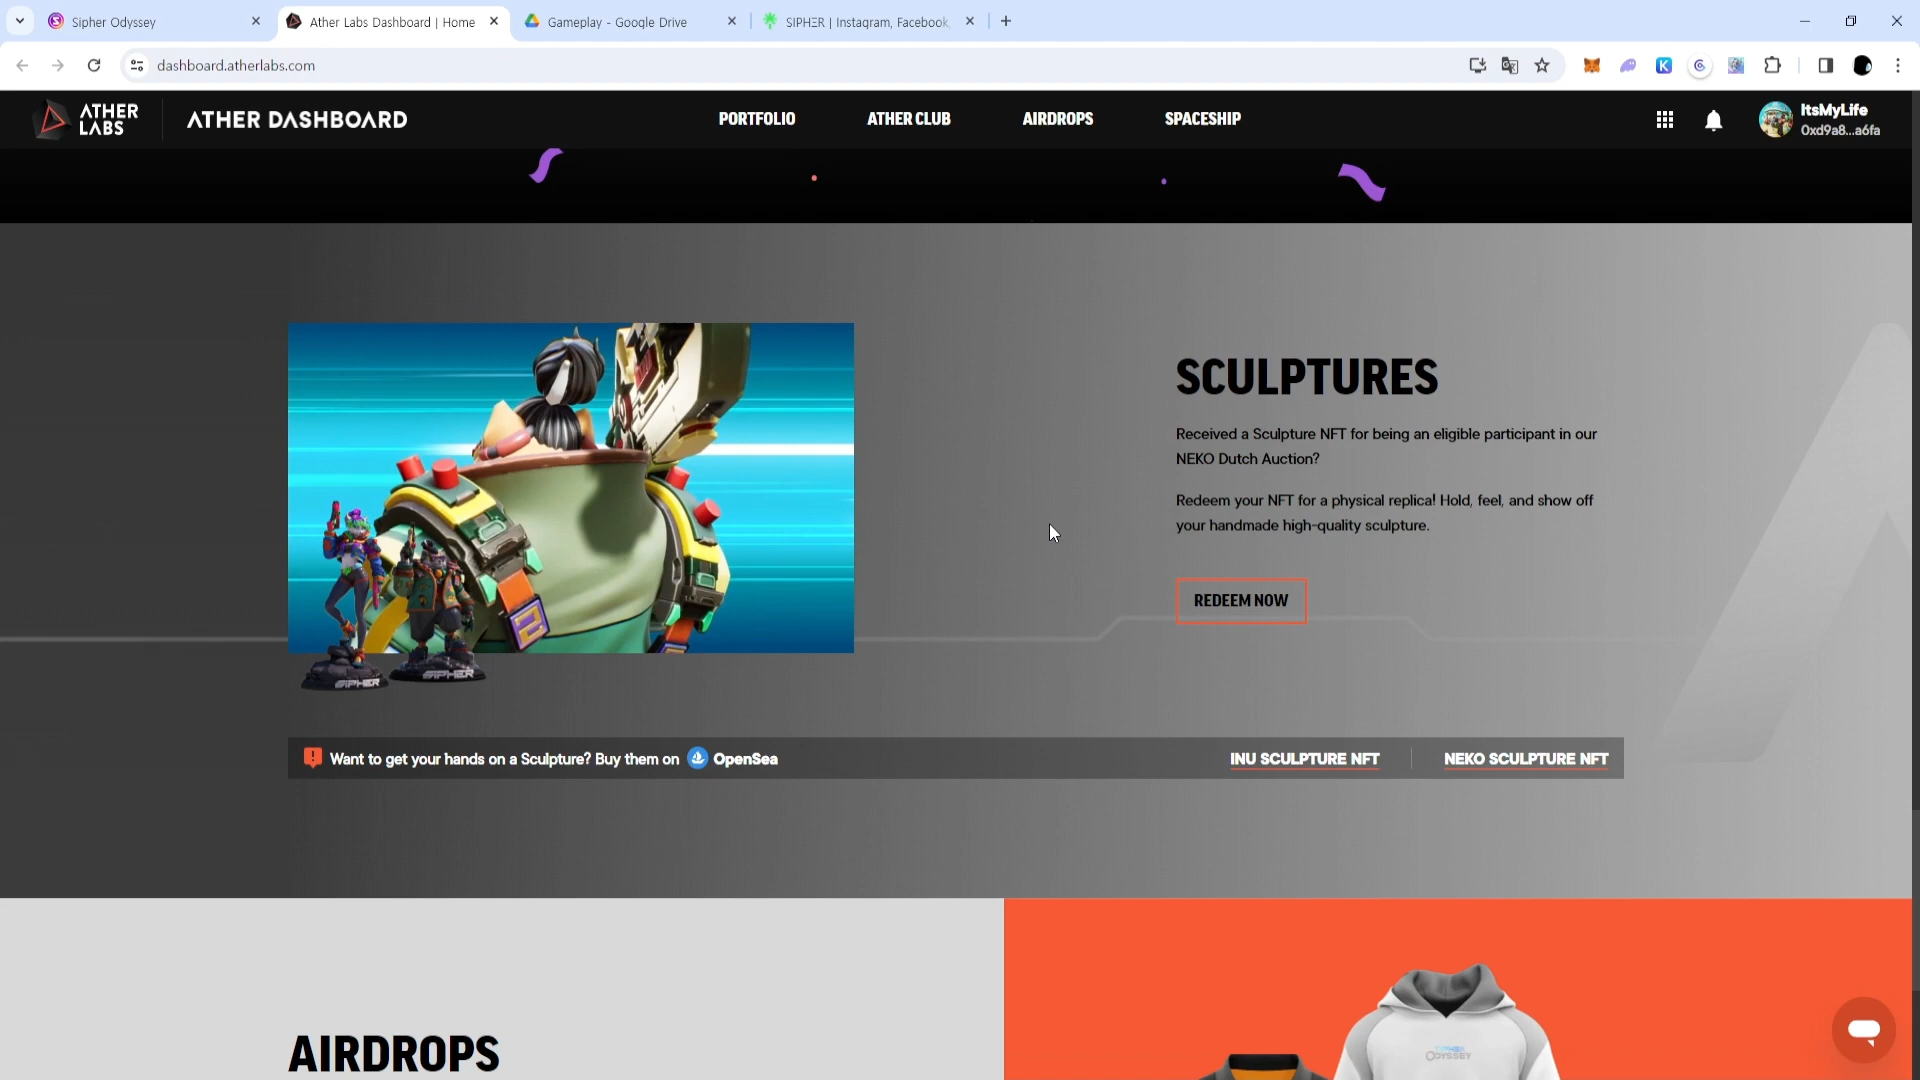 Sipher Odyssey
Ather Labs Dashboard | Home
Gameplay - Google Drive
SIPHΞR | Instagram, Facebook,
dashboard.atherlabs.com
ATHER LABS
ATHER DASHBOARD
PORTFOLIO
ATHER CLUB
AIRDROPS
SPACESHIP
ItsMyLife
0xd9a8...a6fa
SCULPTURES
Received a Sculpture NFT for being an eligible participant in our
NEKO Dutch Auction?
Redeem your NFT for a physical replica! Hold, feel, and show off
your handmade high-quality sculpture.
REDEEM NOW
SIPHER
SIPHER
Want to get your hands on a Sculpture? Buy them on OpenSea
INU SCULPTURE NFT
NEKO SCULPTURE NFT
AIRDROPS
SIPHER
ODYSSEY